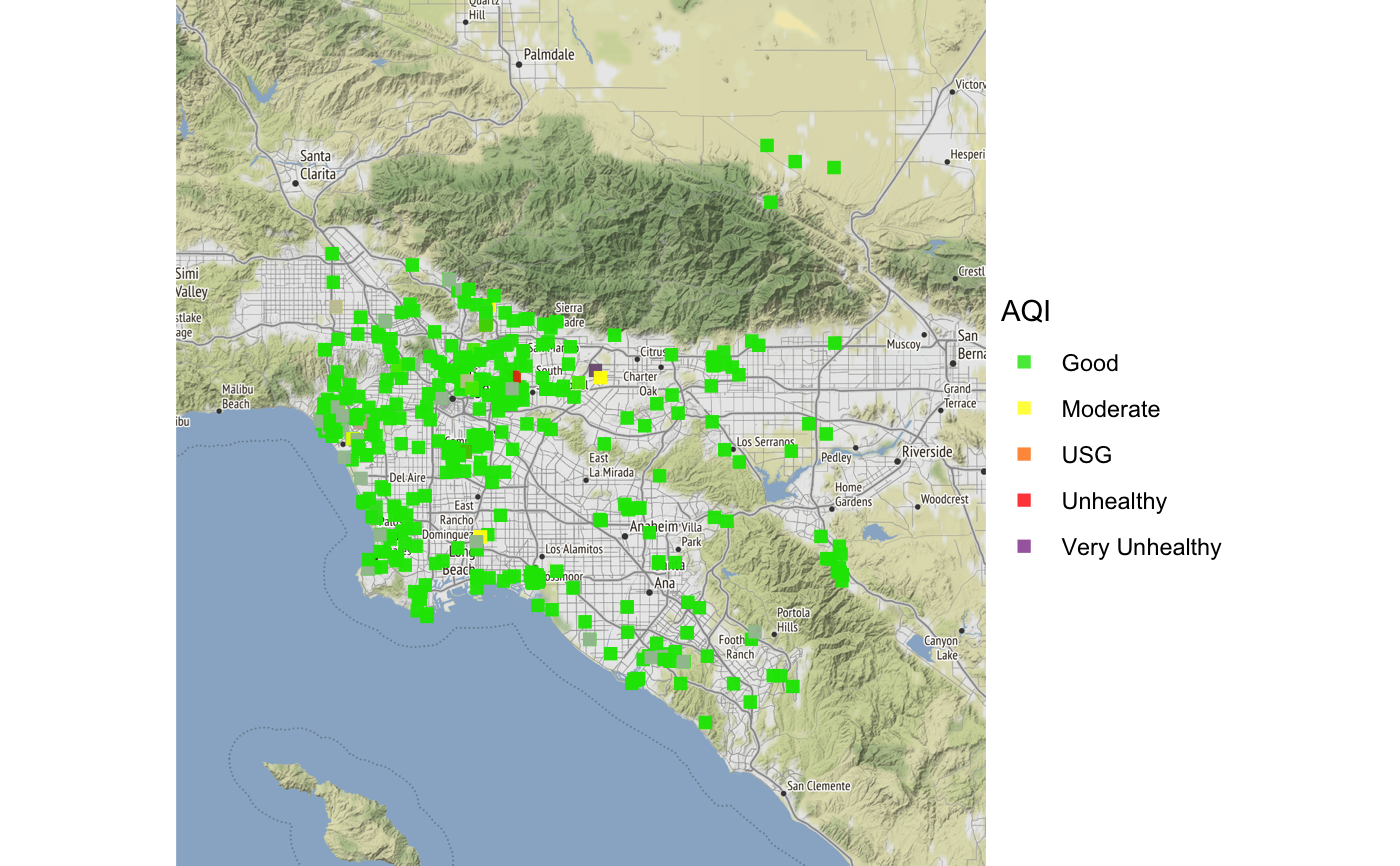 Hill
Palmdale
Victorv
Santa
Clarita
Hesperi
Crestl
Simi
Valley
Sierra
Madre
stlake
age
San
Berna
Muscoy
Citrus
South
Charter
Oak
Malibu
Beach
Grand
Terrace
ibu
Los Serranos
Riverside
Pedley
East
La Mirada
Del Aire
Home
Gardens
Woodcrest
East
Rancho
Dominguez
Anaheim
Villa
Park
Los Alamitos
Long
Beach
Santa
Ana
Portola
Hills
Foothill
Ranch
Canyon
Lake
San Clemente
AQI
Good
Moderate
USG
Unhealthy
Very Unhealthy